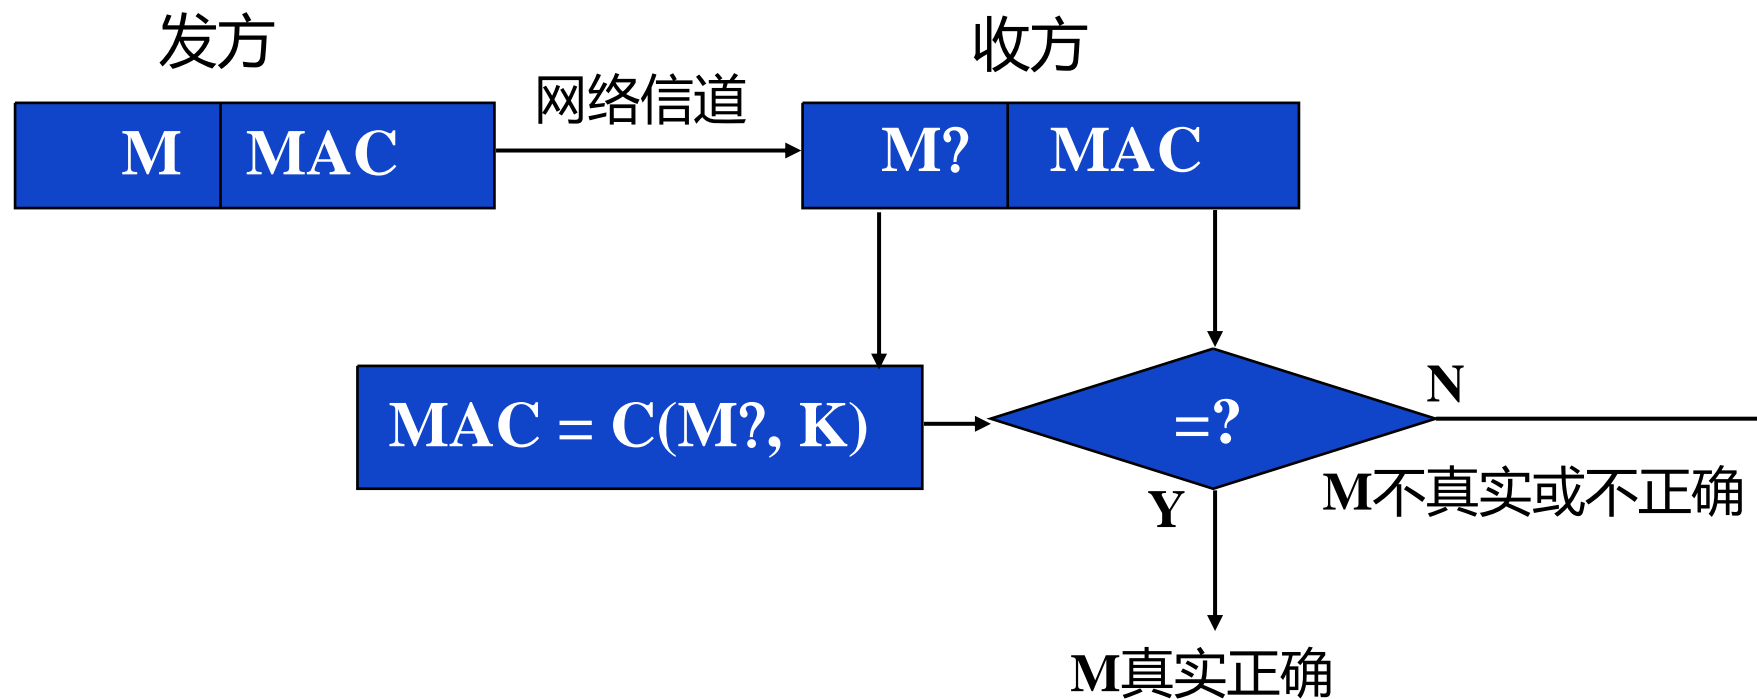 发方
收方
网络信道
M MAC
M? MAC
MAC = C(M?, K)
=?
N
M不真实或不正确
Y
M真实正确